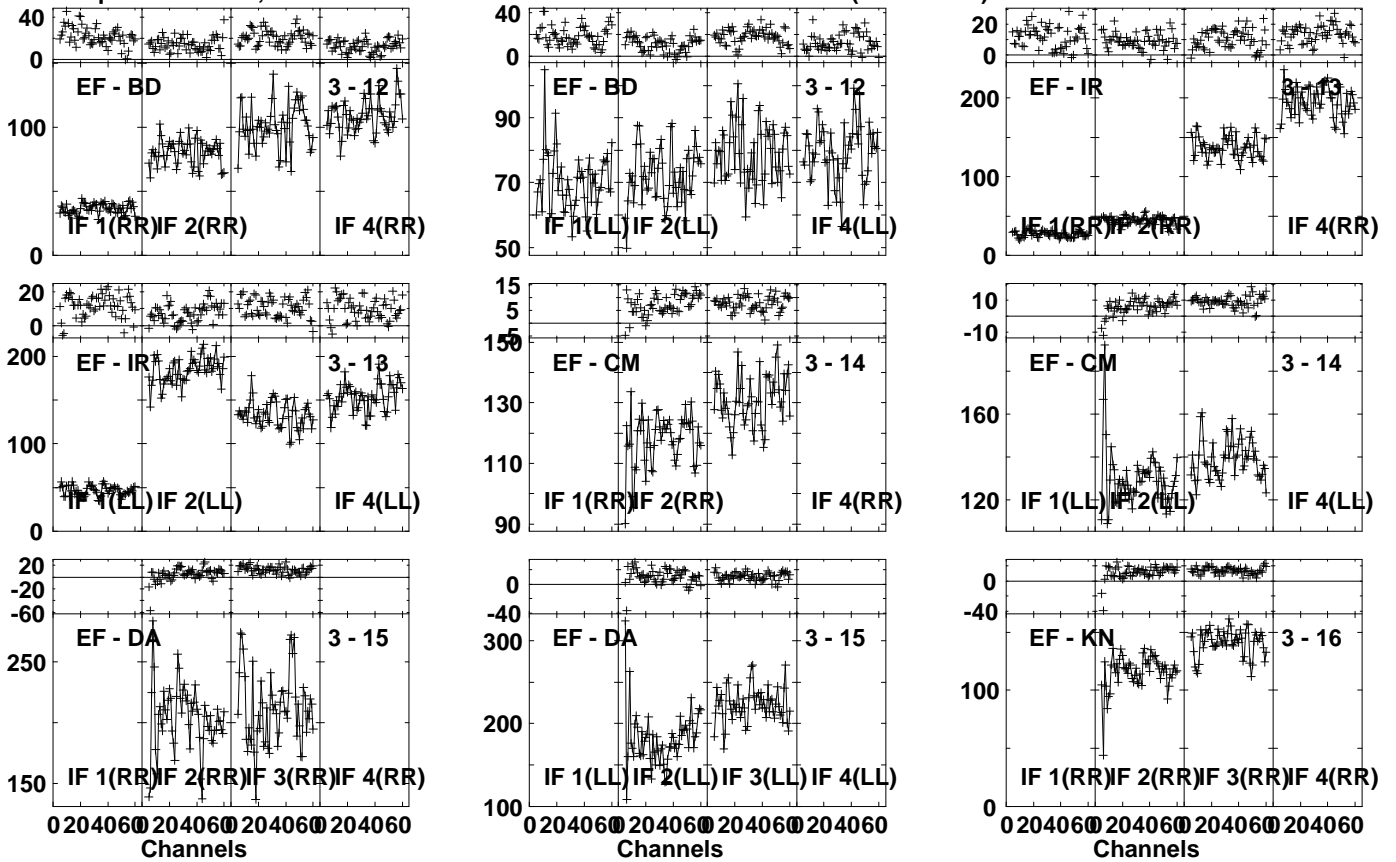 40
20
0
EF - BD
3 - 12
100
0
IF 1(RR)
IF 2(RR)
IF 4(RR)
40
0
EF - BD
3 - 12
90
70
50
IF 1(LL)
IF 2(LL)
IF 4(LL)
20
0
EF - IR
3 - 13
200
100
0
IF 1(RR)
IF 2(RR)
IF 4(RR)
20
0
EF - IR
3 - 13
200
100
0
IF 1(LL)
IF 2(LL)
IF 4(LL)
15
5
-5
150
EF - CM
3 - 14
130
110
90
IF 1(RR)
IF 2(RR)
IF 4(RR)
10
-10
EF - CM
3 - 14
160
120
IF 1(LL)
IF 2(LL)
IF 4(LL)
20
-20
-60
EF - DA
3 - 15
250
150
IF 1(RR)
IF 2(RR)
IF 3(RR)
IF 4(RR)
0 204060 0 204060 0 204060 0 204060
Channels
0
-40
EF - DA
3 - 15
300
200
100
IF 1(LL)
IF 2(LL)
IF 3(LL)
IF 4(LL)
0 204060 0 204060 0 204060 0 204060
Channels
0
-40
EF - KN
3 - 16
100
0
IF 1(RR)
IF 2(RR)
IF 3(RR)
IF 4(RR)
0 204060 0 204060 0 204060 0 204060
Channels